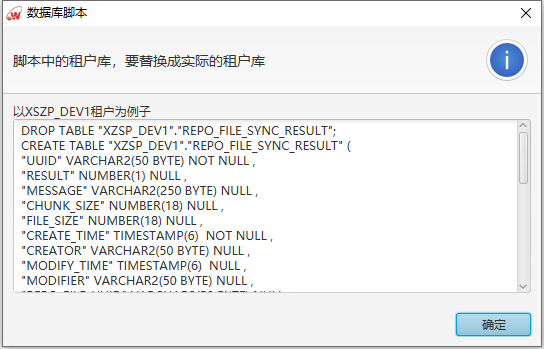 数据库脚本
脚本中的租户库，要替换成实际的租户库
以XSZP_DEV1租户为例子
DROP TABLE "XZSP_DEV1"."REPO_FILE_SYNC_RESULT";
CREATE TABLE "XZSP_DEV1"."REPO_FILE_SYNC_RESULT" (
"UUID" VARCHAR2(50 BYTE) NOT NULL ,
"RESULT" NUMBER(1) NULL ,
"MESSAGE" VARCHAR2(250 BYTE) NULL ,
"CHUNK_SIZE" NUMBER(18) NULL ,
"FILE_SIZE" NUMBER(18) NULL ,
"CREATE_TIME" TIMESTAMP(6)  NOT NULL ,
"CREATOR" VARCHAR2(50 BYTE) NULL ,
"MODIFY_TIME" TIMESTAMP(6)  NULL ,
"MODIFIER" VARCHAR2(50 BYTE) NULL ,
确定